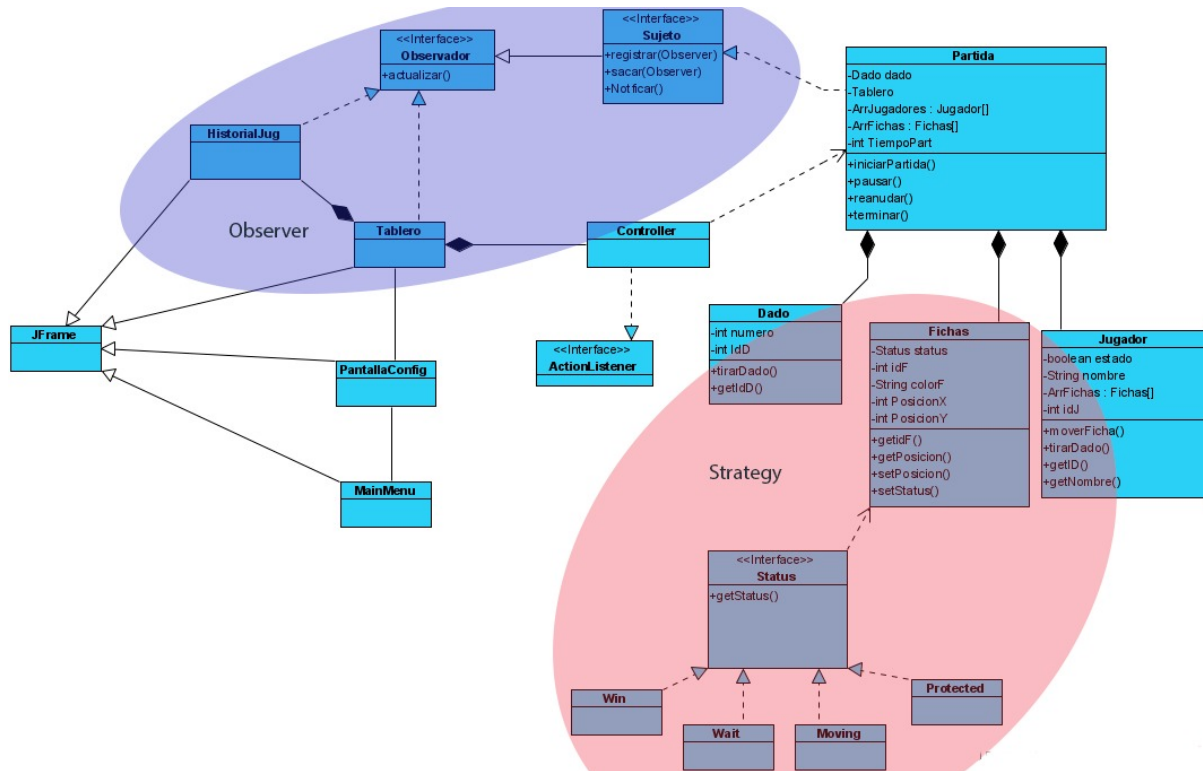 <<Interface>>
Observador
+actualizar()
<<Interface>>
Sujeto
+registrar(Observer)
+sacar(Observer)
+Notficar()
Partida
-Dado dado
-Tablero
-ArrJugadores : Jugador[]
-ArrFichas : Fichas[]
-int TiempoPart
+iniciarPartida()
+pausar()
+reanudar()
+terminar()
HistorialJug
Observer
Tablero
Controller
JFrame
<<Interface>>
ActionListener
PantallaConfig
MainMenu
Dado
-int numero
-int IdD
+tirarDado()
+getIdD()
Fichas
-Status status
-int idF
-String colorF
-int PosicionX
-int PosicionY
+getidF()
+getPosicion()
+setPosicion()
+setStatus()
Jugador
-boolean estado
-String nombre
-ArrFichas : Fichas[]
-int idJ
+moverFicha()
+tirarDado()
+getID()
+getNombre()
Strategy
<<Interface>>
Status
+getStatus()
Win
Wait
Moving
Protected